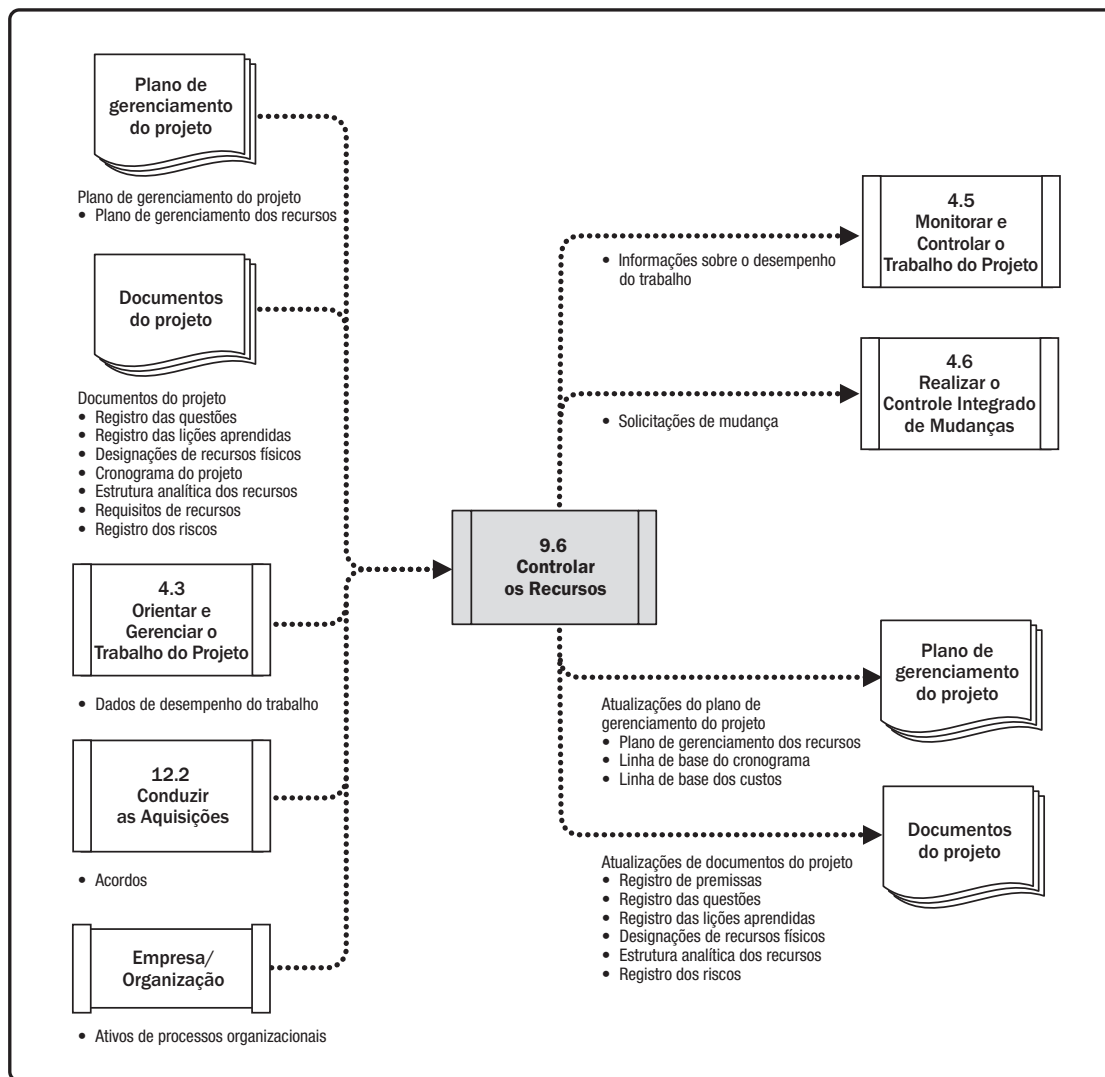 Plano de
gerenciamento
do projeto
Plano de gerenciamento do projeto
• Plano de gerenciamento dos recursos
Documentos
do projeto
Documentos do projeto
• Registro das questões
• Registro das lições aprendidas
• Designações de recursos físicos
• Cronograma do projeto
• Estrutura analítica dos recursos
• Requisitos de recursos
• Registro dos riscos
4.3
Orientar e
Gerenciar o
Trabalho do Projeto
• Dados de desempenho do trabalho
12.2
Conduzir
as Aquisições
• Acordos
Empresa/
Organização
• Ativos de processos organizacionais
9.6
Controlar
os Recursos
• Informações sobre o desempenho
do trabalho
4.5
Monitorar e
Controlar o
Trabalho do Projeto
• Solicitações de mudança
4.6
Realizar o
Controle Integrado
de Mudanças
Atualizações do plano de
gerenciamento do projeto
• Plano de gerenciamento dos recursos
• Linha de base do cronograma
• Linha de base dos custos
Plano de
gerenciamento
do projeto
Atualizações de documentos do projeto
• Registro de premissas
• Registro das questões
• Registro das lições aprendidas
• Designações de recursos físicos
• Estrutura analítica dos recursos
• Registro dos riscos
Documentos
do projeto